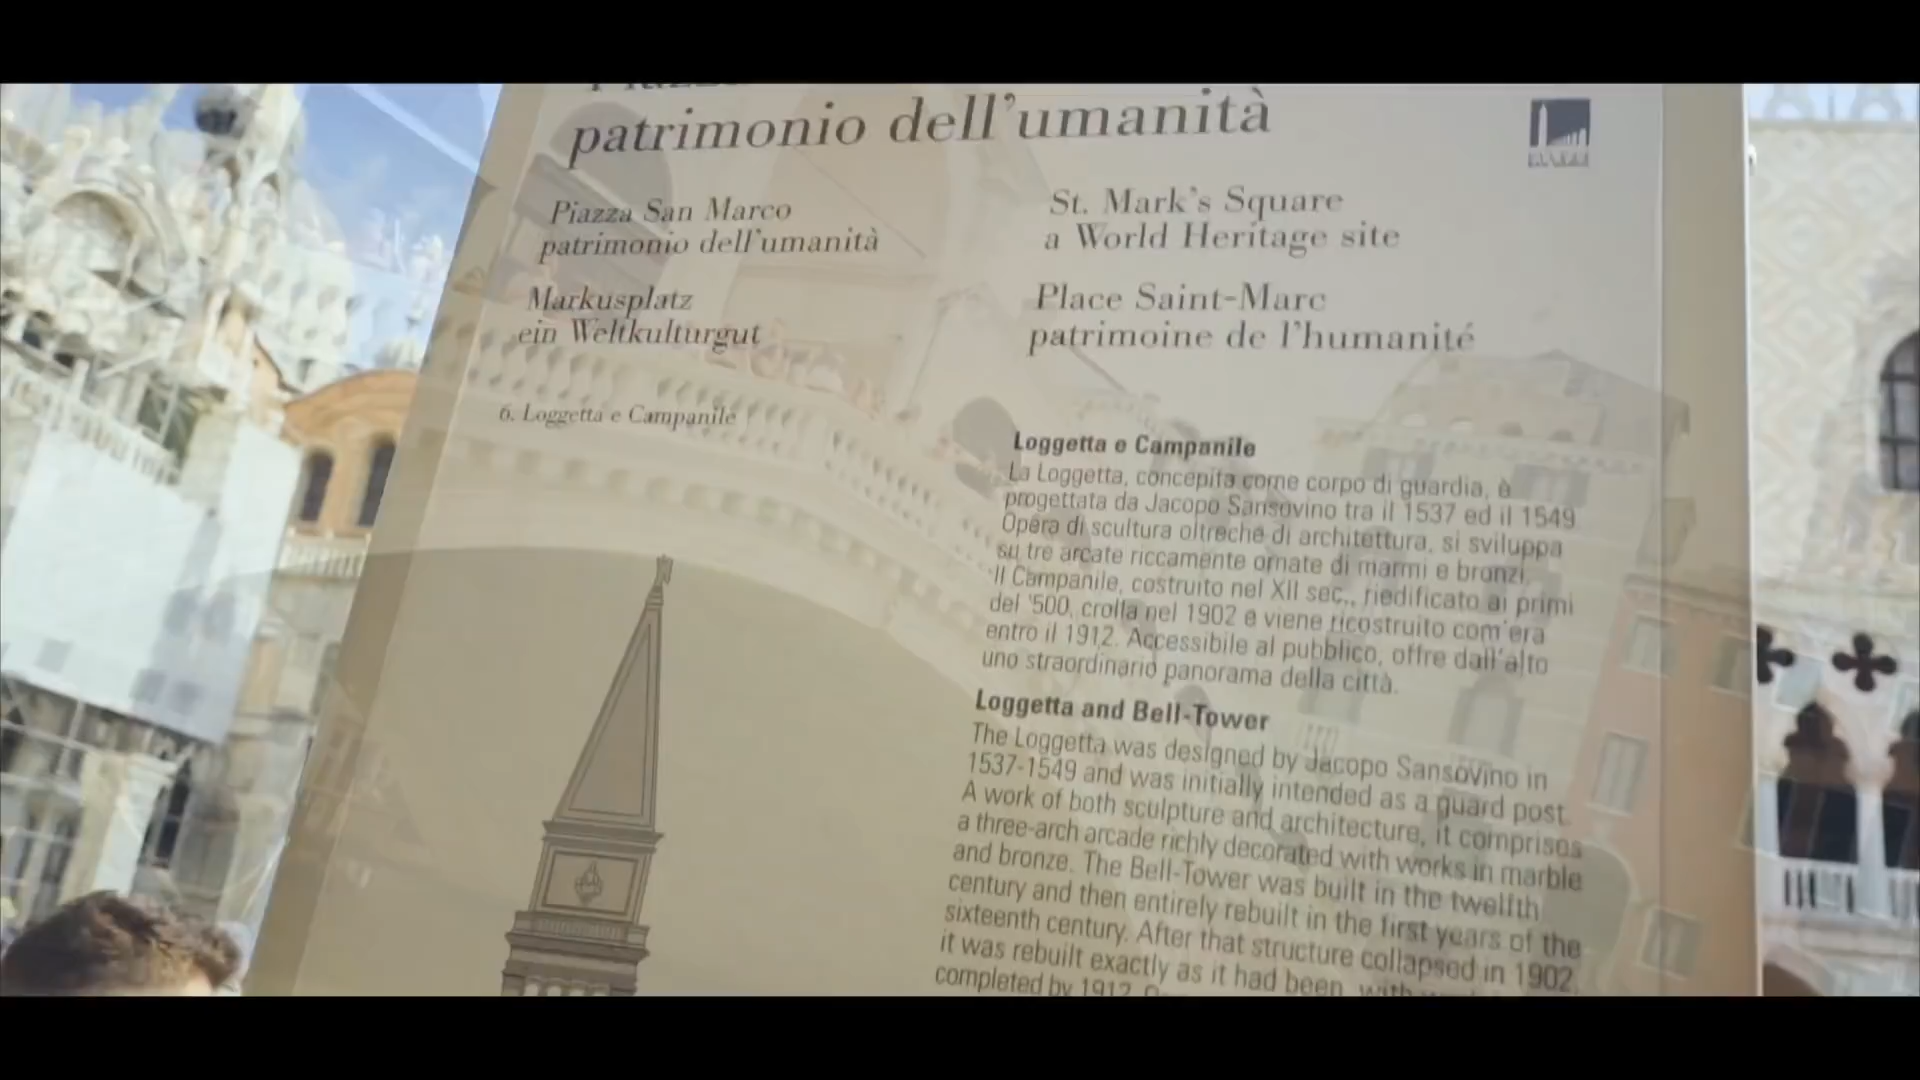 patrimonio dell'umanità
Piazza San Marco
patrimonio dell'umanità
St. Mark's Square
a World Heritage site
Markusplatz
ein Weltkulturgut
Place Saint-Marc
patrimoine de l'humanité
6. Loggetta e Campanile
Loggetta e Campanile
La Loggetta, concepita come corpo di guardia, è
progettata da Jacopo Sansovino tra il 1537 ed il 1549
Opera di scultura oltreché di architettura, si sviluppa
su tre arcate riccamente ornate di marmi e bronzi.
Il Campanile, costruito nel XII sec., riedificato ai primi
del '500, crolla nel 1902 e viene ricostruito com'era
entro il 1912. Accessibile al pubblico, offre dall'alto
uno straordinario panorama della città.
Loggetta and Bell-Tower
The Loggetta was designed by Jacopo Sansovino in
1537-1549 and was initially intended as a guard post.
A work of both sculpture and architecture, it comprises
a three-arch arcade richly decorated with works in marble
and bronze. The Bell-Tower was built in the twelfth
century and then entirely rebuilt in the first years of the
sixteenth century. After that structure collapsed in 1902,
it was rebuilt exactly as it had been, with
completed by 1912.